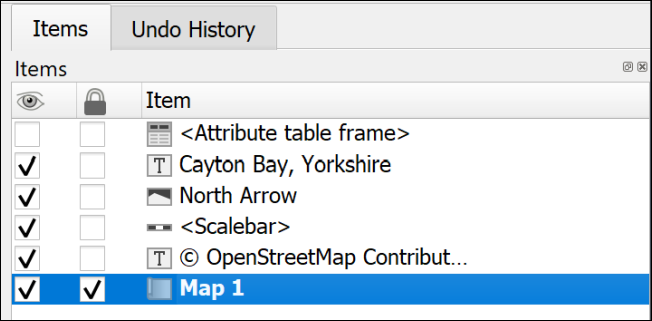 Items Undo History
Items
Item
<Attribute table frame>
T Cayton Bay, Yorkshire
North Arrow
<Scalebar>
T © OpenStreetMap Contribut...
Map 1